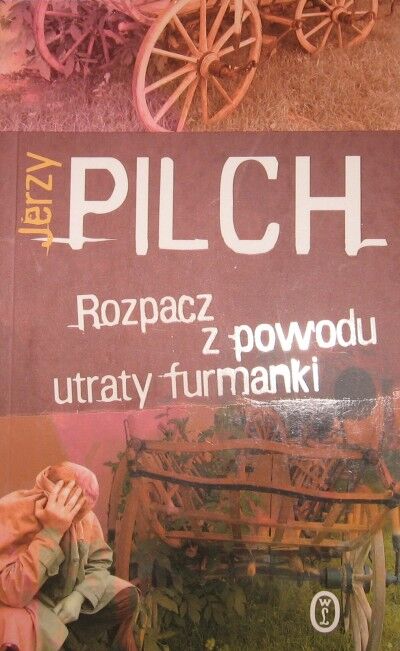 Jerzy
PILCH
Rozpacz
z powodu
utraty furmanki
W L